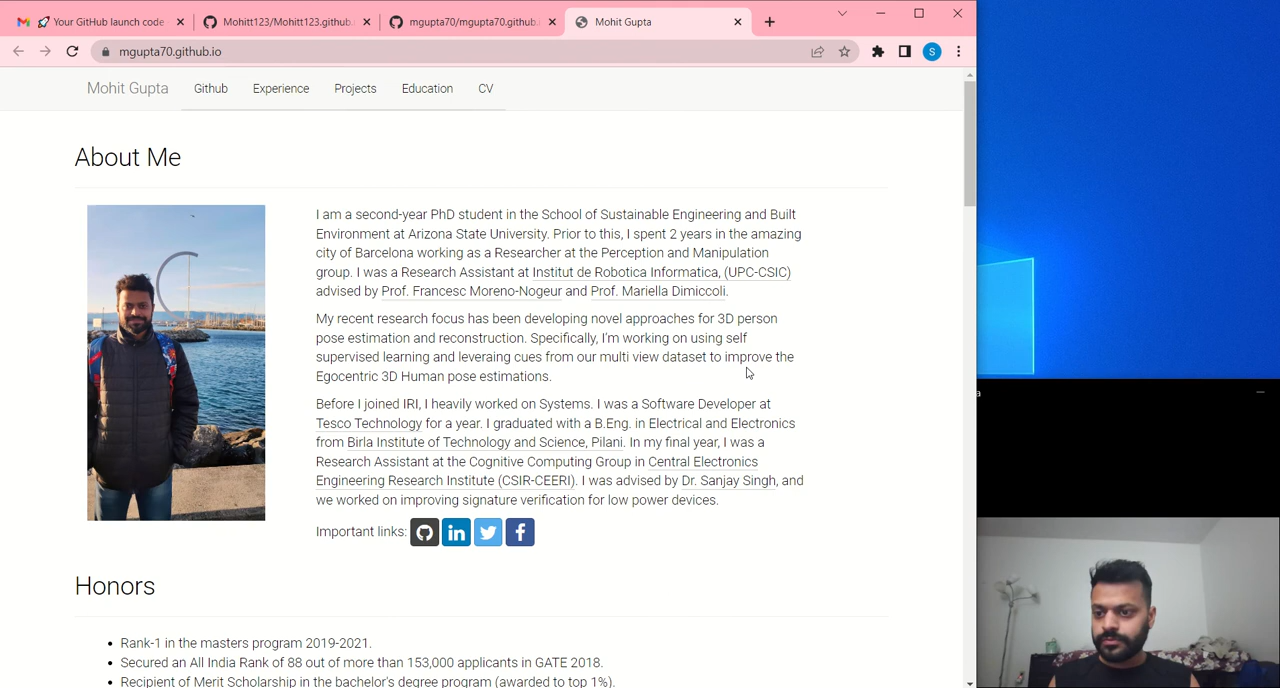 Your GitHub launch code
Mohitt123/Mohitt123.github.
mgupta70/mgupta70.github.
Mohit Gupta
mgupta70.github.io
S
Mohit Gupta
Github
Experience
Projects
Education
CV
About Me
I am a second-year PhD student in the School of Sustainable Engineering and Built
Environment at Arizona State University. Prior to this, I spent 2 years in the amazing
city of Barcelona working as a Researcher at the Perception and Manipulation
group. I was a Research Assistant at Institut de Robotica Informatica, (UPC-CSIC)
advised by Prof. Francesc Moreno-Noguer and Prof. Mariella Dimiccoli.
My recent research focus has been developing novel approaches for 3D person
pose estimation and reconstruction. Specifically, I'm working on using self
supervised learning and leveraing cues from our multi view dataset to improve the
Egocentric 3D Human pose estimations.
Before I joined IRI, I heavily worked on Systems. I was a Software Developer at
Tesco Technology for a year. I graduated with a B.Eng. in Electrical and Electronics
from Birla Institute of Technology and Science, Pilani. In my final year, I was a
Research Assistant at the Cognitive Computing Group in Central Electronics
Engineering Research Institute (CSIR-CEERI). I was advised by Dr. Sanjay Singh, and
we worked on improving signature verification for low power devices.
Important links:
Honors
• Rank-1 in the masters program 2019-2021.
• Secured an All India Rank of 88 out of more than 153,000 applicants in GATE 2018.
• Recipient of Merit Scholarship in the bachelor's degree program (awarded to top 1%).
a